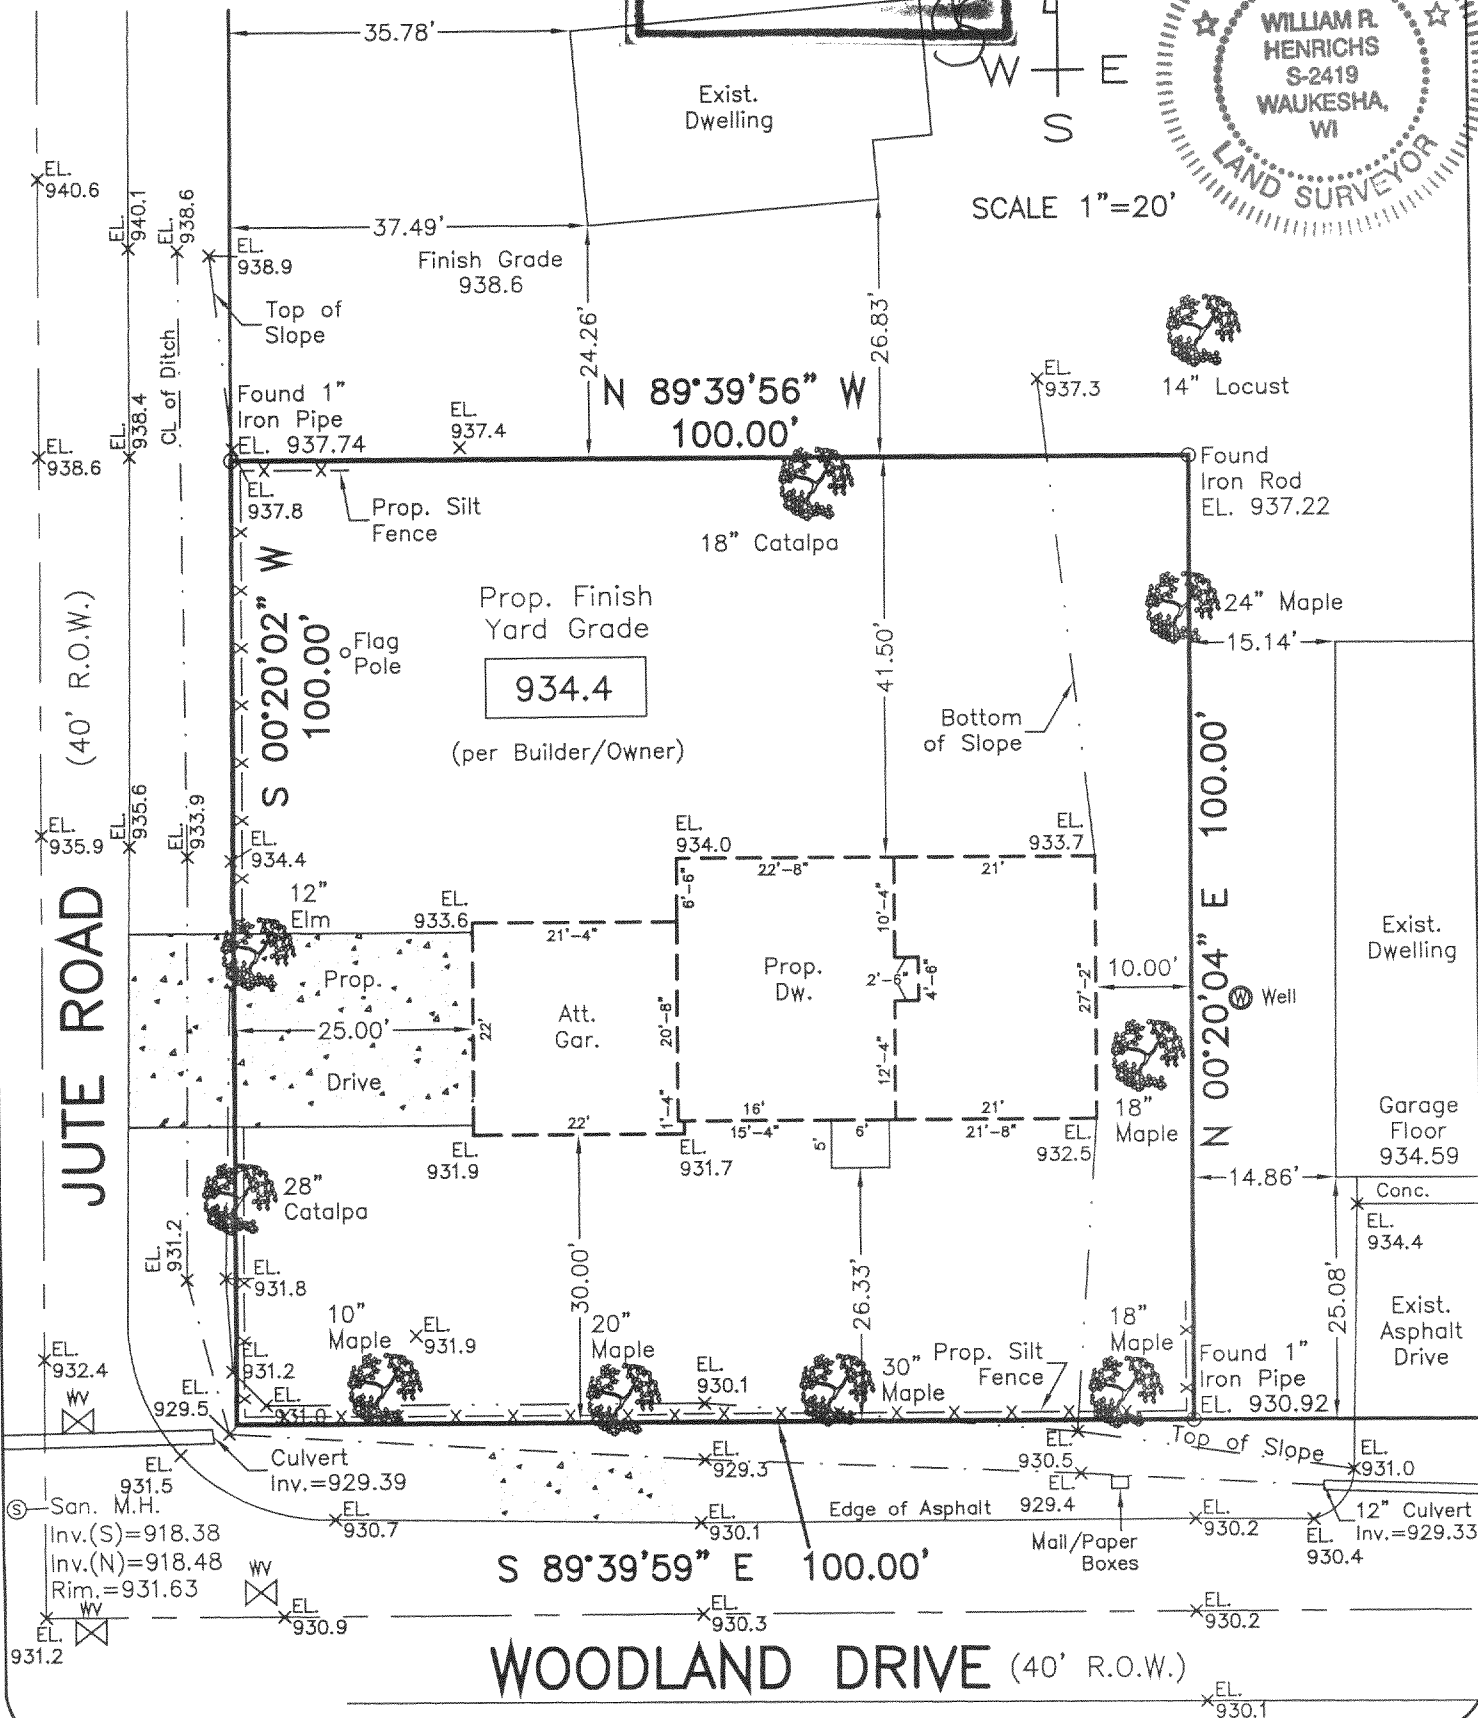 35.78'
Exist.
Dwelling
W E
S
WILLIAM R.
HENRICHS
S-2419
WAUKESHA,
WI
LAND SURVEYOR
SCALE 1"=20'
EL.
940.6
EL.
940.1
EL.
938.6
EL.
938.9
37.49'
Finish Grade
938.6
Top of
Slope
24.26'
26.83'
CL of Ditch
EL.
937.3
14" Locust
Found 1"
Iron Pipe
EL. 937.74
EL.
937.4
N 89°39'56" W
100.00'
EL.
938.6
EL.
938.4
EL.
937.8
Prop. Silt
Fence
18" Catalpa
Found
Iron Rod
EL. 937.22
(40' R.O.W.)
S 00°20'02" W
100.00'
Flag
Pole
Prop. Finish
Yard Grade
934.4
(per Builder/Owner)
41.50'
24" Maple
15.14'
Bottom
of Slope
N 00°20'04" E 100.00'
EL.
935.9
EL.
935.6
EL.
933.9
EL.
934.4
EL.
934.0
EL.
933.7
22'-8"
21'
6'-6"
10'-4"
12"
Elm
EL.
933.6
21'-4"
JUTE ROAD
Prop.
25.00'
Drive
22'
Att.
Gar.
20'-8"
Prop.
Dw.
2'-6"
4'-6"
27'-2"
10.00'
Well
W
Exist.
Dwelling
12'-4"
1'-4"
22'
16'
15'-4"
6'
5'
21'
21'-8"
EL.
931.9
EL.
931.7
EL.
932.5
18"
Maple
Garage
Floor
934.59
14.86'
Conc.
EL.
934.4
28"
Catalpa
EL.
931.2
EL.
931.8
30.00'
26.33'
25.08'
Exist.
Asphalt
Drive
10"
Maple
EL.
931.9
20"
Maple
EL.
930.1
30"
Maple
Prop. Silt
Fence
18"
Maple
Found 1"
Iron Pipe
EL. 930.92
EL.
932.4
EL.
931.2
EL.
931.0
EL.
929.5
WV
Culvert
Inv.=929.39
EL.
931.5
EL.
929.3
EL.
930.5
Top of Slope
EL.
931.0
S
San. M.H.
Inv.(S)=918.38
Inv.(N)=918.48
Rim.=931.63
EL.
930.7
EL.
930.1
Edge of Asphalt
EL.
929.4
Mail/Paper
Boxes
EL.
930.2
EL.
930.4
12" Culvert
Inv.=929.33
S 89°39'59" E 100.00'
WV
WV
EL.
931.2
EL.
930.9
EL.
930.3
EL.
930.2
WOODLAND DRIVE (40' R.O.W.)
EL.
930.1